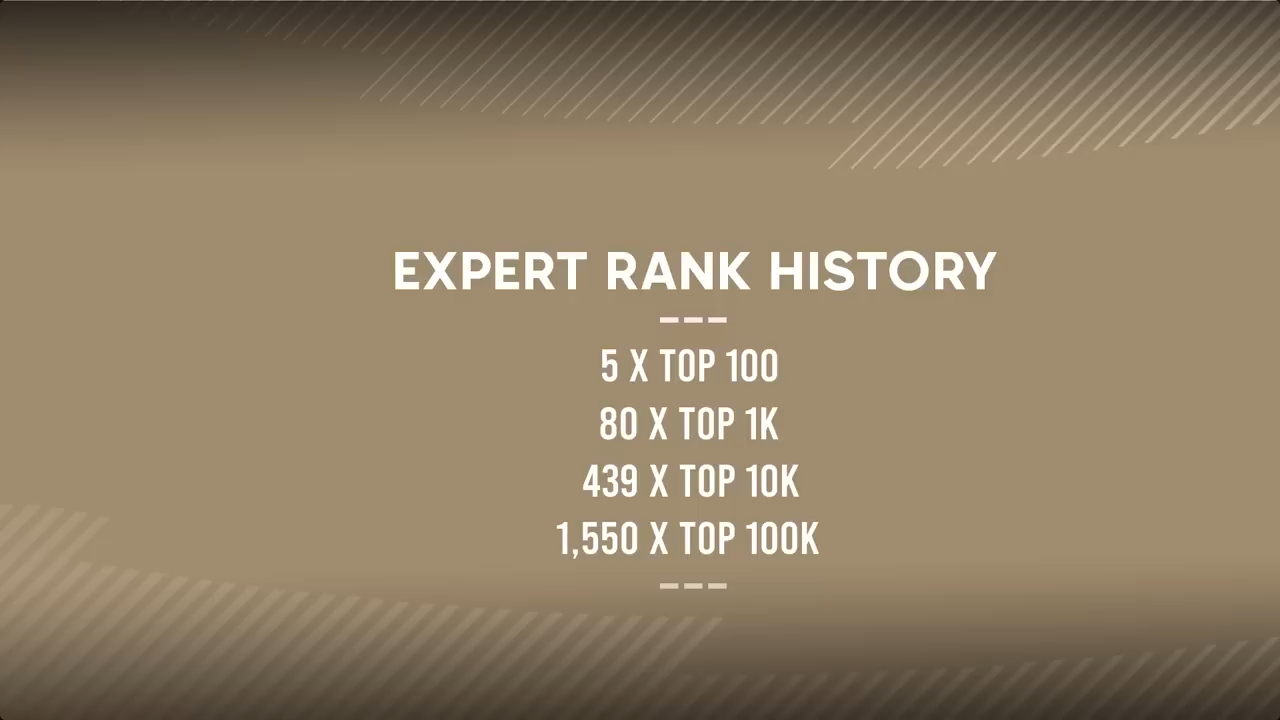 EXPERT RANK HISTORY
5 X TOP 100
80 X TOP 1K
439 X TOP 10K
1,550 X TOP 100K